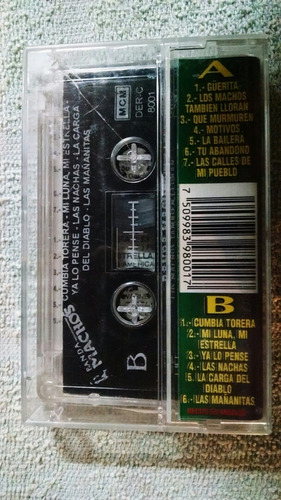 A
1.- GÜERITA
2.- LOS MACHOS
TAMBIEN LLORAN
3.- QUE MURMUREN
4.- MOTIVOS
5.- LA BAILERA
6.- TU ABANDONO
7.- LAS CALLES DE
MI PUEBLO
7 509983 980017
B
1.- CUMBIA TORERA
2.- MI LUNA, MI
ESTRELLA
3.- YA LO PENSE
4.- LAS NACHAS
5.- LA CARGA DEL
DIABLO
6.- LAS MAÑANITAS
MCM
DER-C
8001
BANDA
MACHOS
CUMBIA TORERA - MI LUNA, MI ESTRELLA -
YA LO PENSE - LAS NACHAS - LA CARGA
DEL DIABLO - LAS MAÑANITAS
B